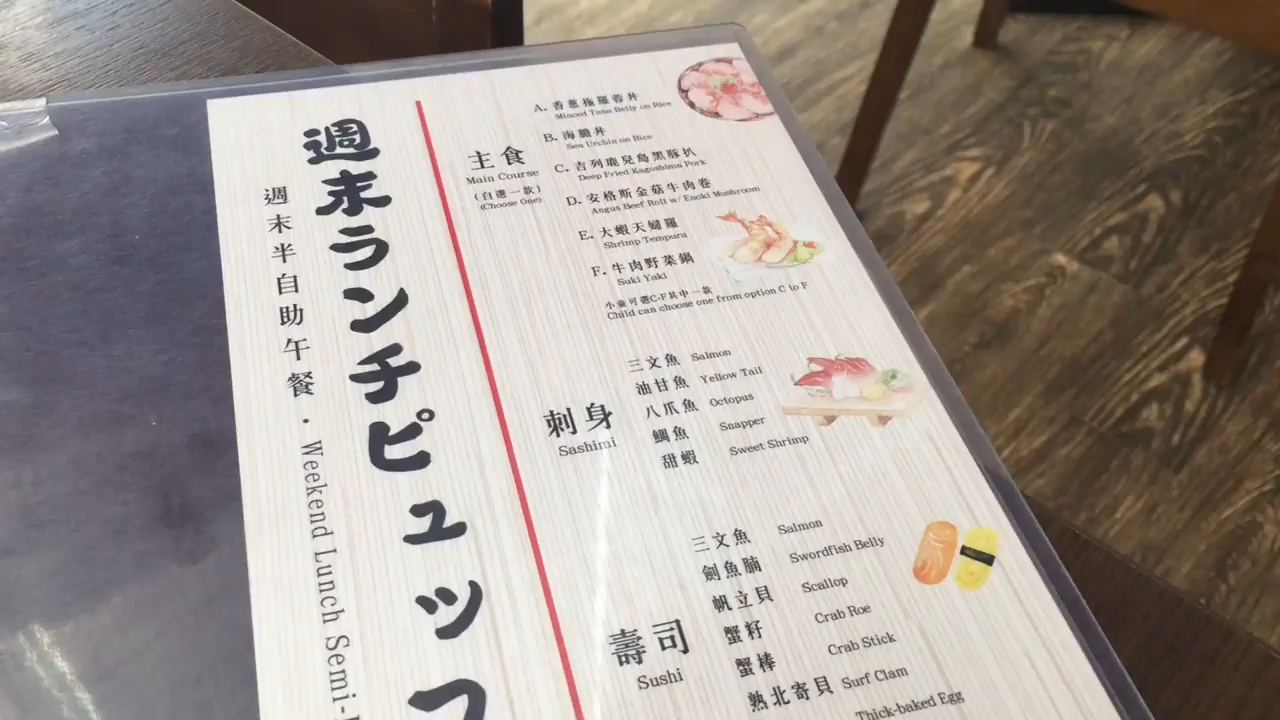 週末ランチビュッフ
週末半自助午餐・Weekend Lunch Semi-
主食
Main Course
(自選一款)
(Choose One)
A. 香蔥拖羅蓉丼
Minced Tuna Belly on Rice
B. 海膽丼
Sea Urchin on Rice
C. 吉列鹿兒島黑豚扒
Deep Fried Kagoshima Pork
D. 安格斯金菇牛肉卷
Angus Beef Roll w/ Enoki Mushroom
E. 大蝦天婦羅
Shrimp Tempura
F. 牛肉野菜鍋
Suki Yaki
小童可選C-F其中一款
Child can choose one from option C to F
刺身
Sashimi
三文魚 Salmon
油甘魚 Yellow Tail
八爪魚 Octopus
鯛魚 Snapper
甜蝦 Sweet Shrimp
壽司
Sushi
三文魚 Salmon
劍魚腩 Swordfish Belly
帆立貝 Scallop
蟹籽 Crab Roe
蟹棒 Crab Stick
熟北寄貝 Surf Clam
Thick-baked Egg